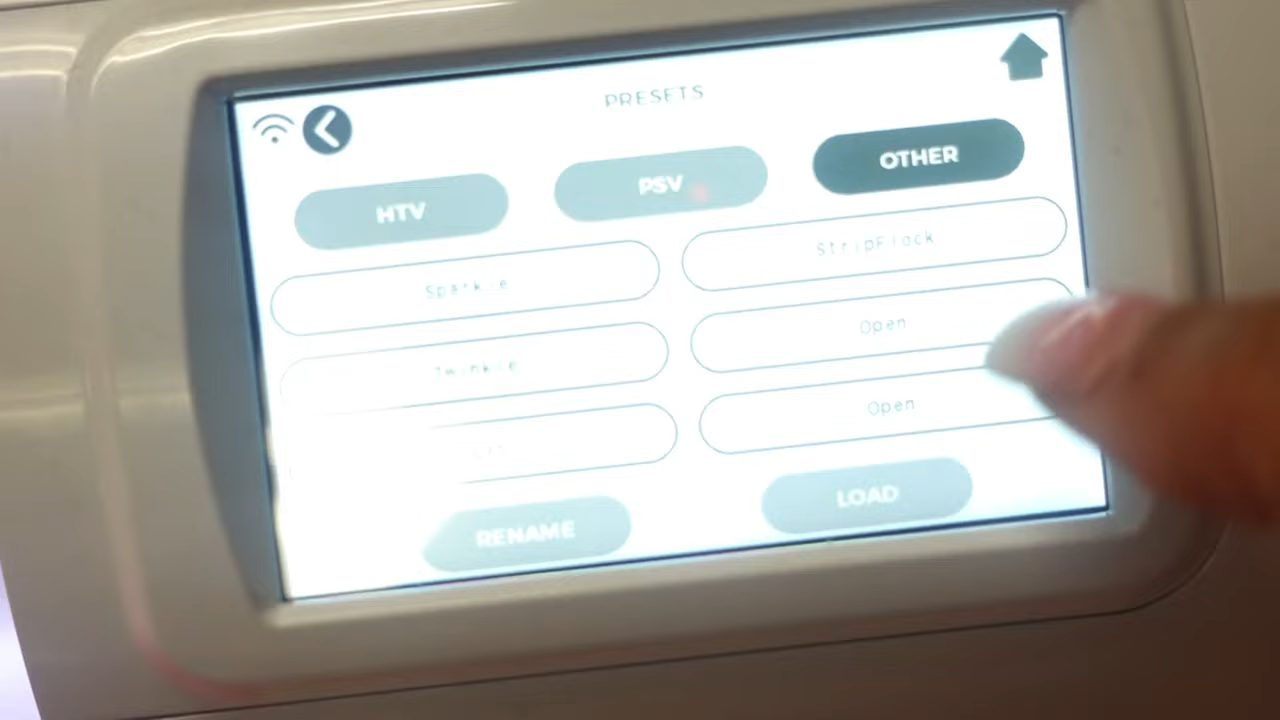 PRESETS
HTV
PSV
OTHER
Sparkle
StripFlock
Twinkle
Open
Open
RENAME
LOAD